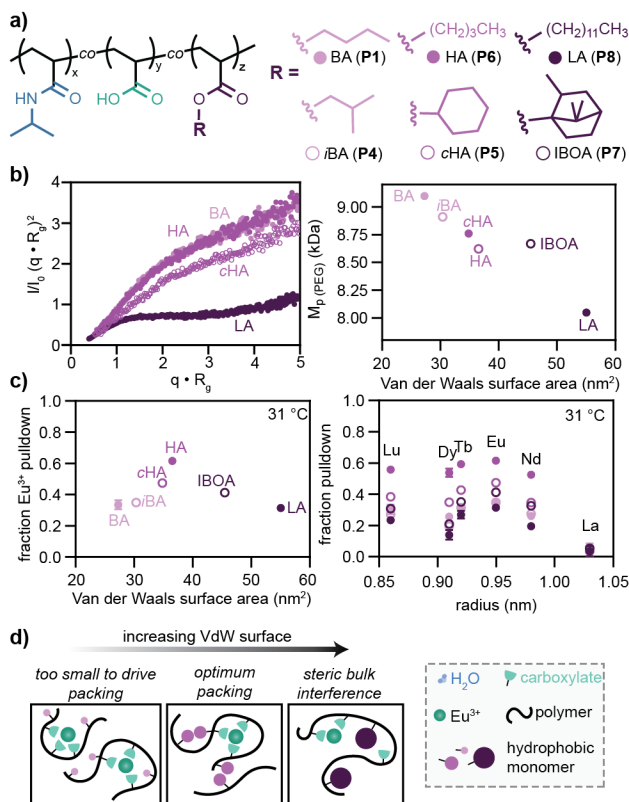 a)
co
co
x
y
z
O
HN
HO
O
O
O
R
R =
BA (P1)
(CH2)3CH3
HA (P6)
(CH2)11CH3
LA (P8)
iBA (P4)
cHA (P5)
IBOA (P7)
b)
I/I0 (q • Rg)2
4
3
2
1
0
0 1 2 3 4 5
q • Rg
HA
BA
cHA
LA
Mp (PEG) (kDa)
9.00
8.75
8.50
8.25
8.00
20 30 40 50 60
Van der Waals surface area (nm2)
BA
iBA
cHA
HA
IBOA
LA
c)
fraction Eu3+ pulldown
1.0
0.8
0.6
0.4
0.2
0.0
20 30 40 50 60
Van der Waals surface area (nm2)
31 °C
HA
cHA
IBOA
BA
iBA
LA
fraction pulldown
1.0
0.8
0.6
0.4
0.2
0.0
0.85 0.90 0.95 1.00 1.05
radius (nm)
31 °C
Lu
Dy
Tb
Eu
Nd
La
d)
increasing VdW surface
too small to drive
packing
optimum
packing
steric bulk
interference
H2O
carboxylate
Eu3+
polymer
hydrophobic
monomer